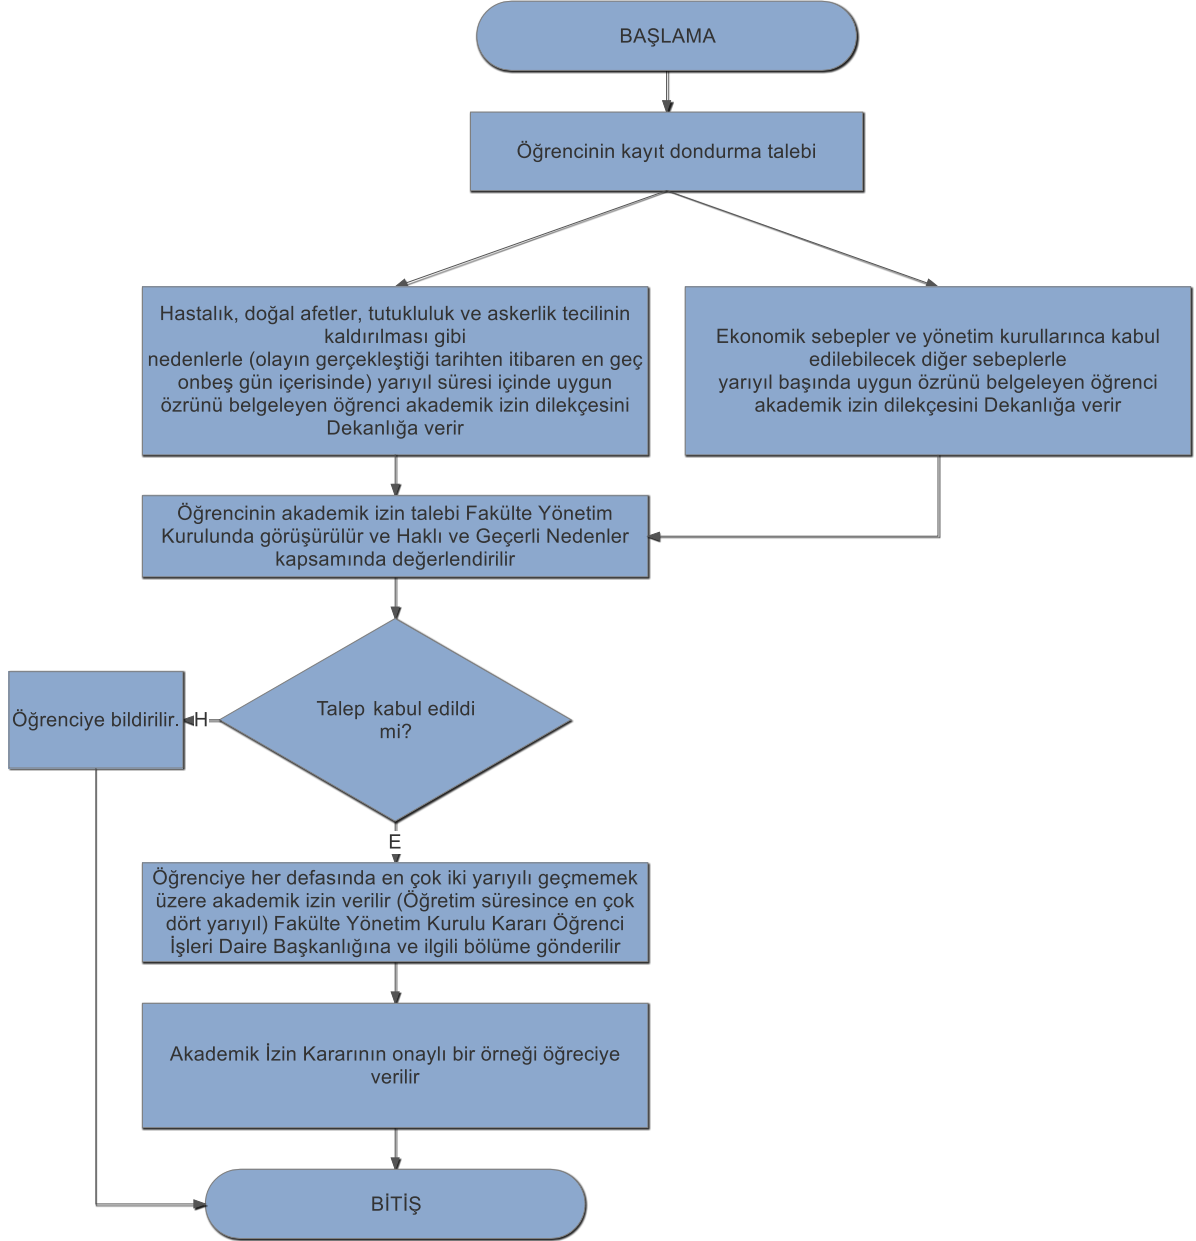 BAŞLAMA
Öğrencinin kayıt dondurma talebi
Hastalık, doğal afetler, tutukluluk ve askerlik tecilinin
kaldırılması gibi
nedenlerle (olayın gerçekleştiği tarihten itibaren en geç
onbeş gün içerisinde) yarıyıl süresi içinde uygun
özrünü belgeleyen öğrenci akademik izin dilekçesini
Dekanlığa verir
Ekonomik sebepler ve yönetim kurullarınca kabul
edilebilecek diğer sebeplerle
yarıyıl başında uygun özrünü belgeleyen öğrenci
akademik izin dilekçesini Dekanlığa verir
Öğrencinin akademik izin talebi Fakülte Yönetim
Kurulunda görüşürülür ve Haklı ve Geçerli Nedenler
kapsamında değerlendirilir
Talep kabul edildi
mi?
H
Öğrenciye bildirilir.
E
Öğrenciye her defasında en çok iki yarıyılı geçmemek
üzere akademik izin verilir (Öğretim süresince en çok
dört yarıyıl) Fakülte Yönetim Kurulu Kararı Öğrenci
İşleri Daire Başkanlığına ve ilgili bölüme gönderilir
Akademik İzin Kararının onaylı bir örneği öğreciye
verilir
BİTİŞ